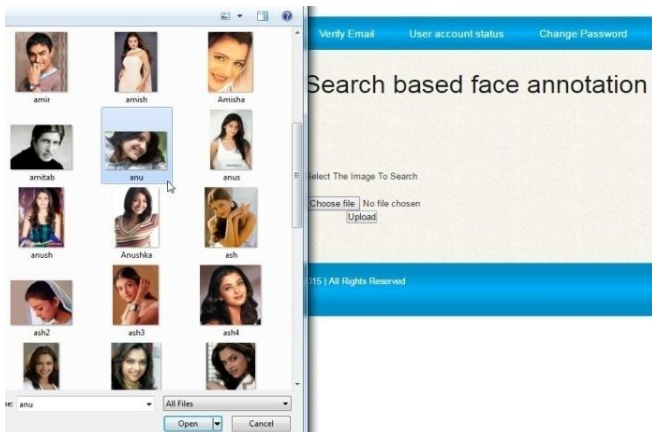 amir amish Amisha
amitab anu anus
anush Anushka ash
ash2 ash3 ash4
anu All Files
Open Cancel
Verify Email User account status Change Password
Search based face annotation
Select The Image To Search
Choose file No file chosen
Upload
015 | All Rights Reserved